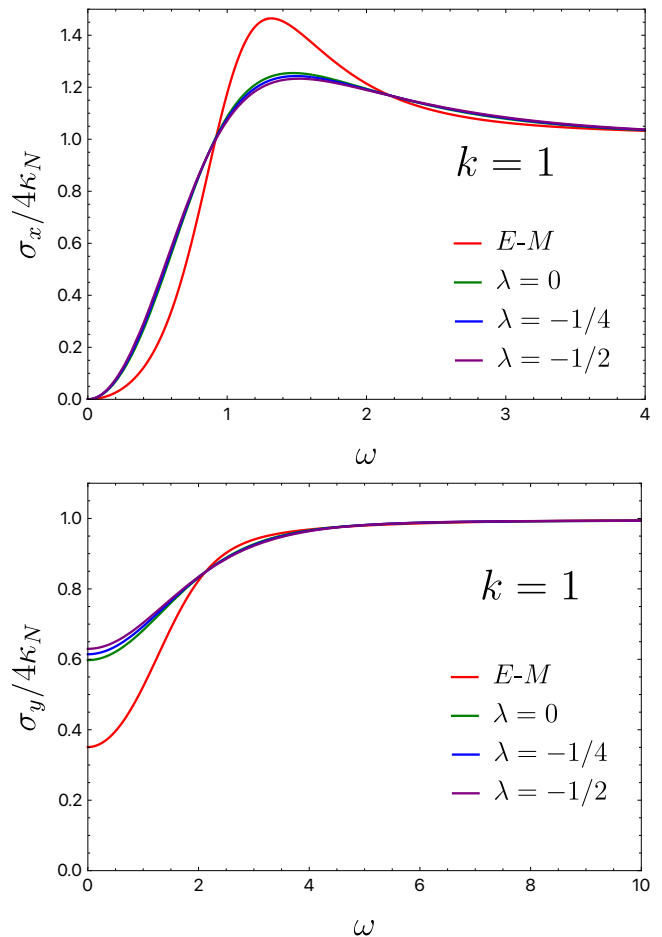 1.4
1.2
1.0
0.8
0.6
0.4
0.2
0.0
σx/4κN
k = 1
E-M
λ = 0
λ = −1/4
λ = −1/2
0 1 2 3 4
ω
1.0
0.8
0.6
0.4
0.2
0.0
σy/4κN
k = 1
E-M
λ = 0
λ = −1/4
λ = −1/2
0 2 4 6 8 10
ω